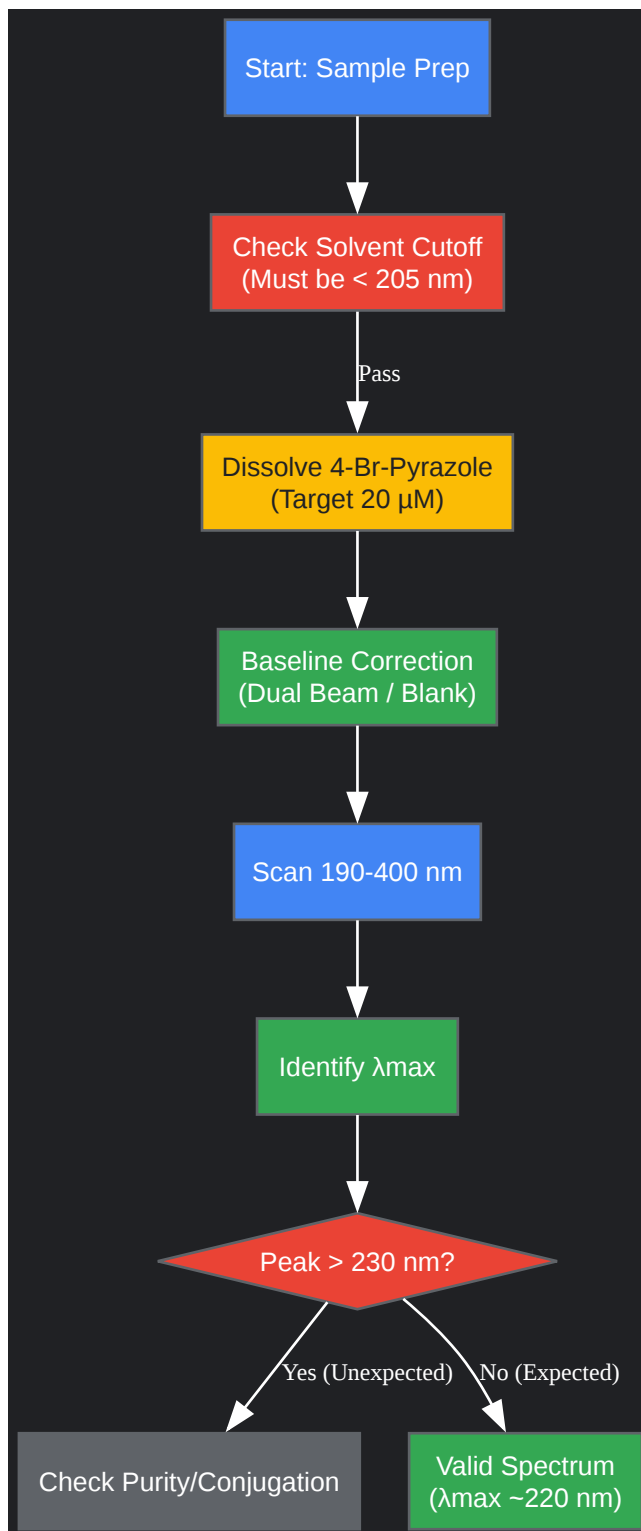 Start: Sample Prep
Check Solvent Cutoff
(Must be < 205 nm)
Pass
Dissolve 4-Br-Pyrazole
(Target 20 µM)
Baseline Correction
(Dual Beam / Blank)
Scan 190-400 nm
Identify λmax
Peak > 230 nm?
Yes (Unexpected)
No (Expected)
Check Purity/Conjugation
Valid Spectrum
(λmax ~220 nm)